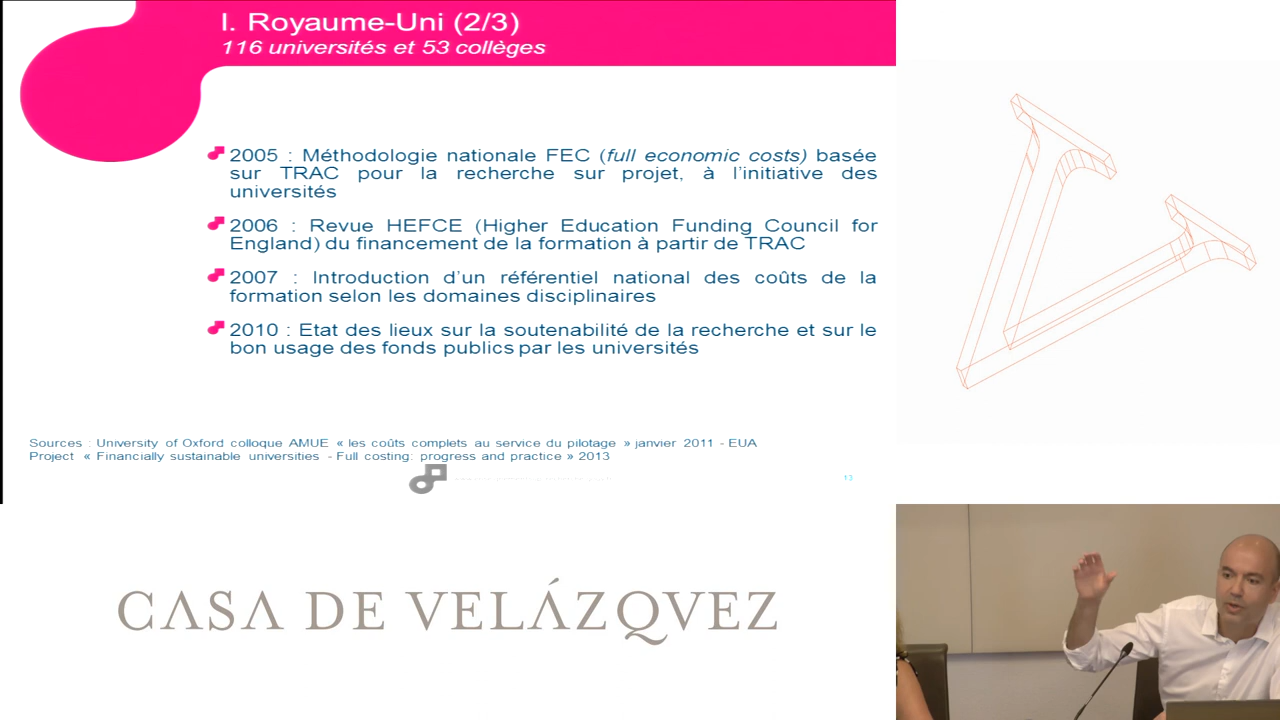 I. Royaume-Uni (2/3)
116 universités et 53 collèges
2005 : Méthodologie nationale FEC (full economic costs) basée
sur TRAC pour la recherche sur projet, à l'initiative des
universités
2006 : Revue HEFCE (Higher Education Funding Council for
England) du financement de la formation à partir de TRAC
2007 : Introduction d'un référentiel national des coûts de la
formation selon les domaines disciplinaires
2010 : Etat des lieux sur la soutenabilité de la recherche et sur le
bon usage des fonds publics par les universités
Sources : University of Oxford colloque AMUE « les coûts complets au service du pilotage » janvier 2011 - EUA
Project « Financially sustainable universities - Full costing: progress and practice » 2013
13
CASA DE VELÁZQVEZ